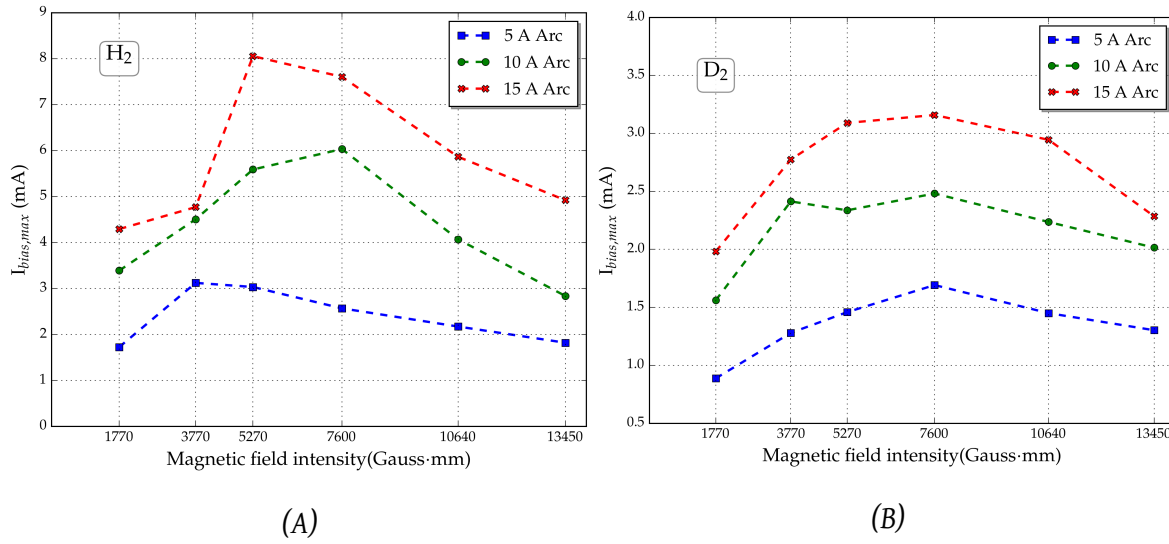 H₂
5 A Arc
10 A Arc
15 A Arc
I_bias,max (mA)
9
8
7
6
5
4
3
2
1
0
1770 3770 5270 7600 10640 13450
Magnetic field intensity(Gauss·mm)
(A)
D₂
5 A Arc
10 A Arc
15 A Arc
I_bias,max (mA)
4.0
3.5
3.0
2.5
2.0
1.5
1.0
0.5
1770 3770 5270 7600 10640 13450
Magnetic field intensity(Gauss·mm)
(B)